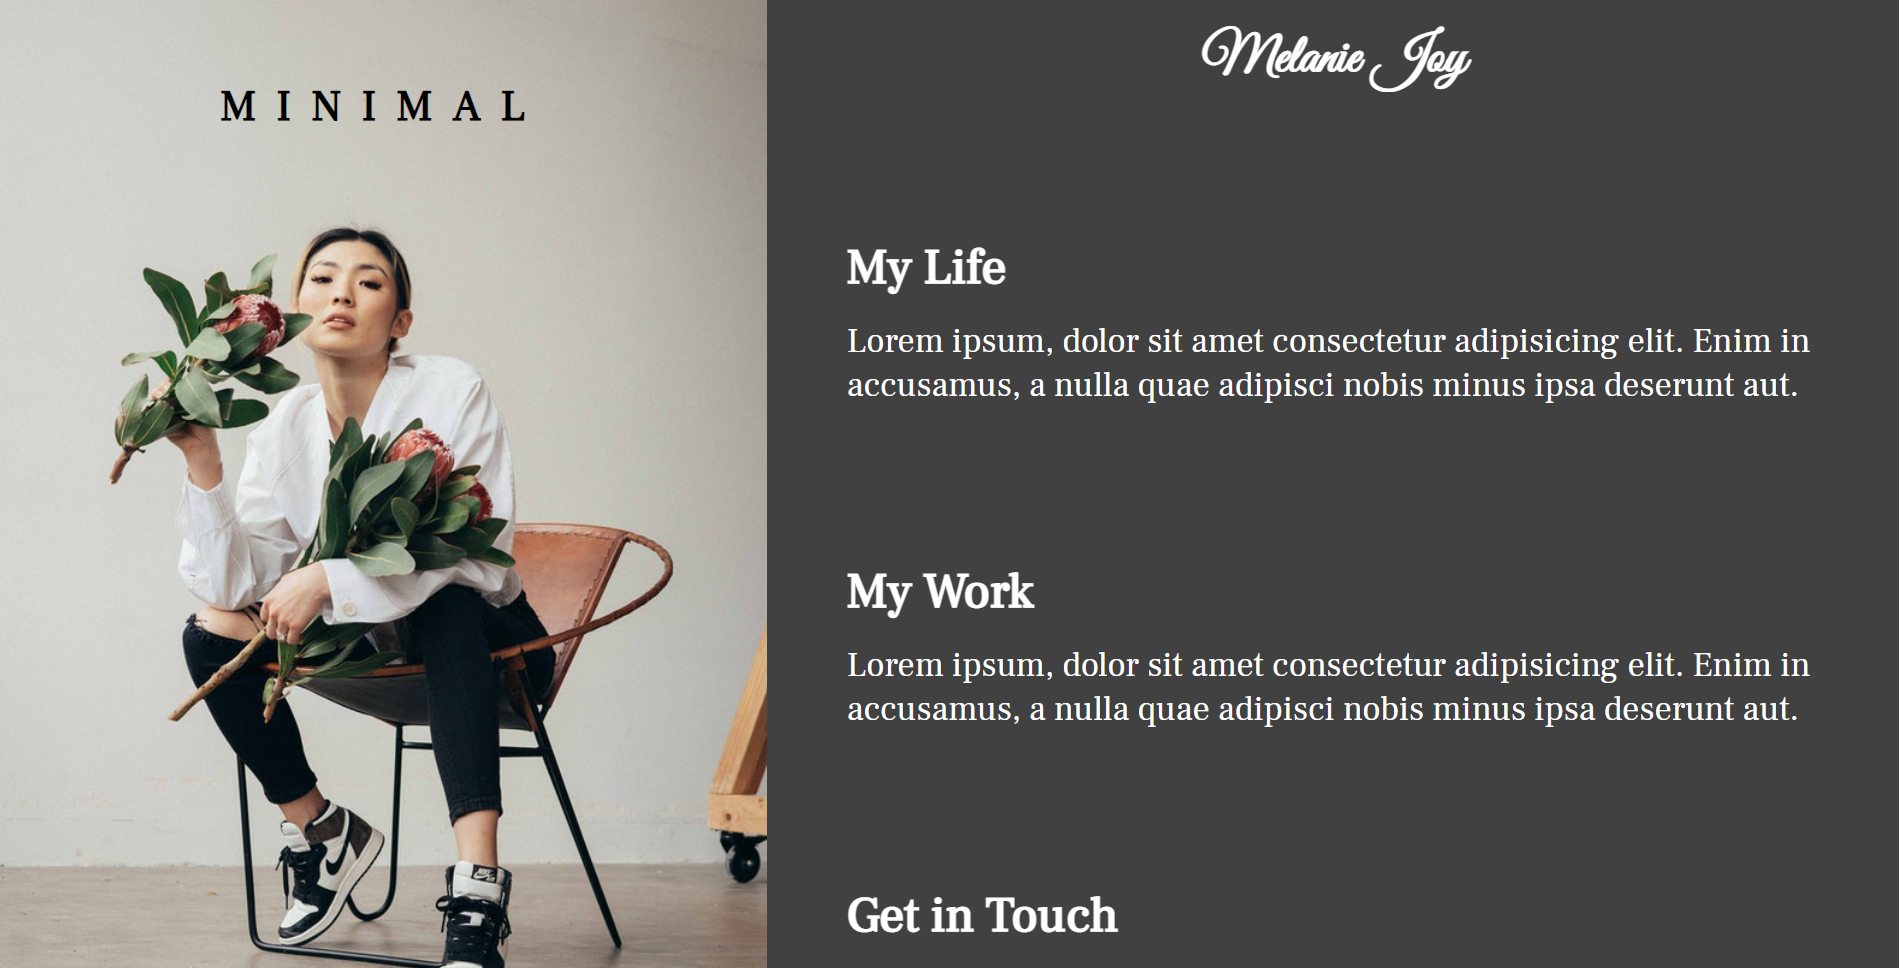 MINIMAL
Melanie Joy
My Life
Lorem ipsum, dolor sit amet consectetur adipisicing elit. Enim in
accusamus, a nulla quae adipisci nobis minus ipsa deserunt aut.
My Work
Lorem ipsum, dolor sit amet consectetur adipisicing elit. Enim in
accusamus, a nulla quae adipisci nobis minus ipsa deserunt aut.
Get in Touch